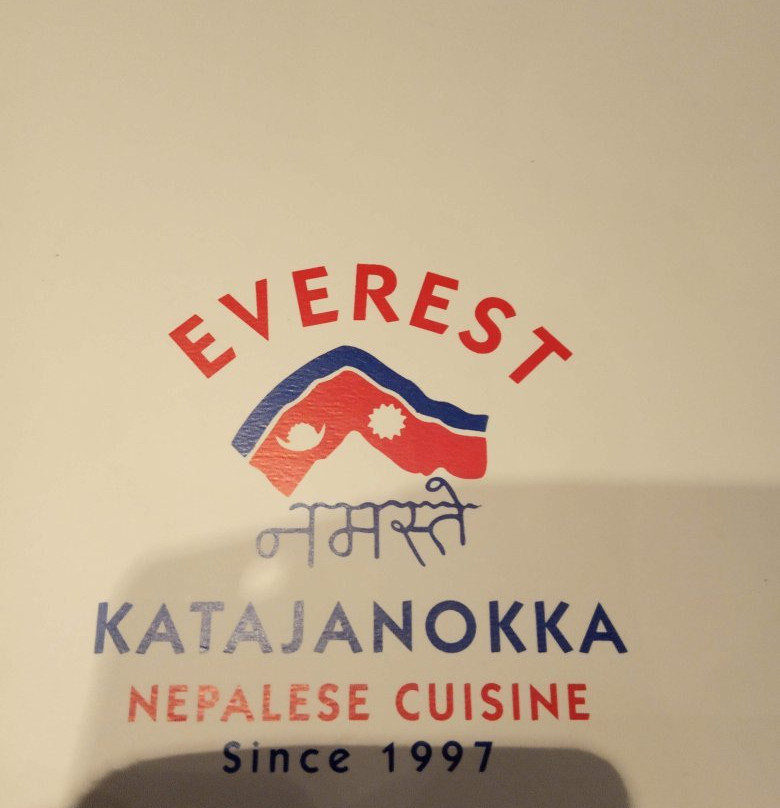 EVEREST
नमस्ते
KATAJANOKKA
NEPALESE CUISINE
Since 1997